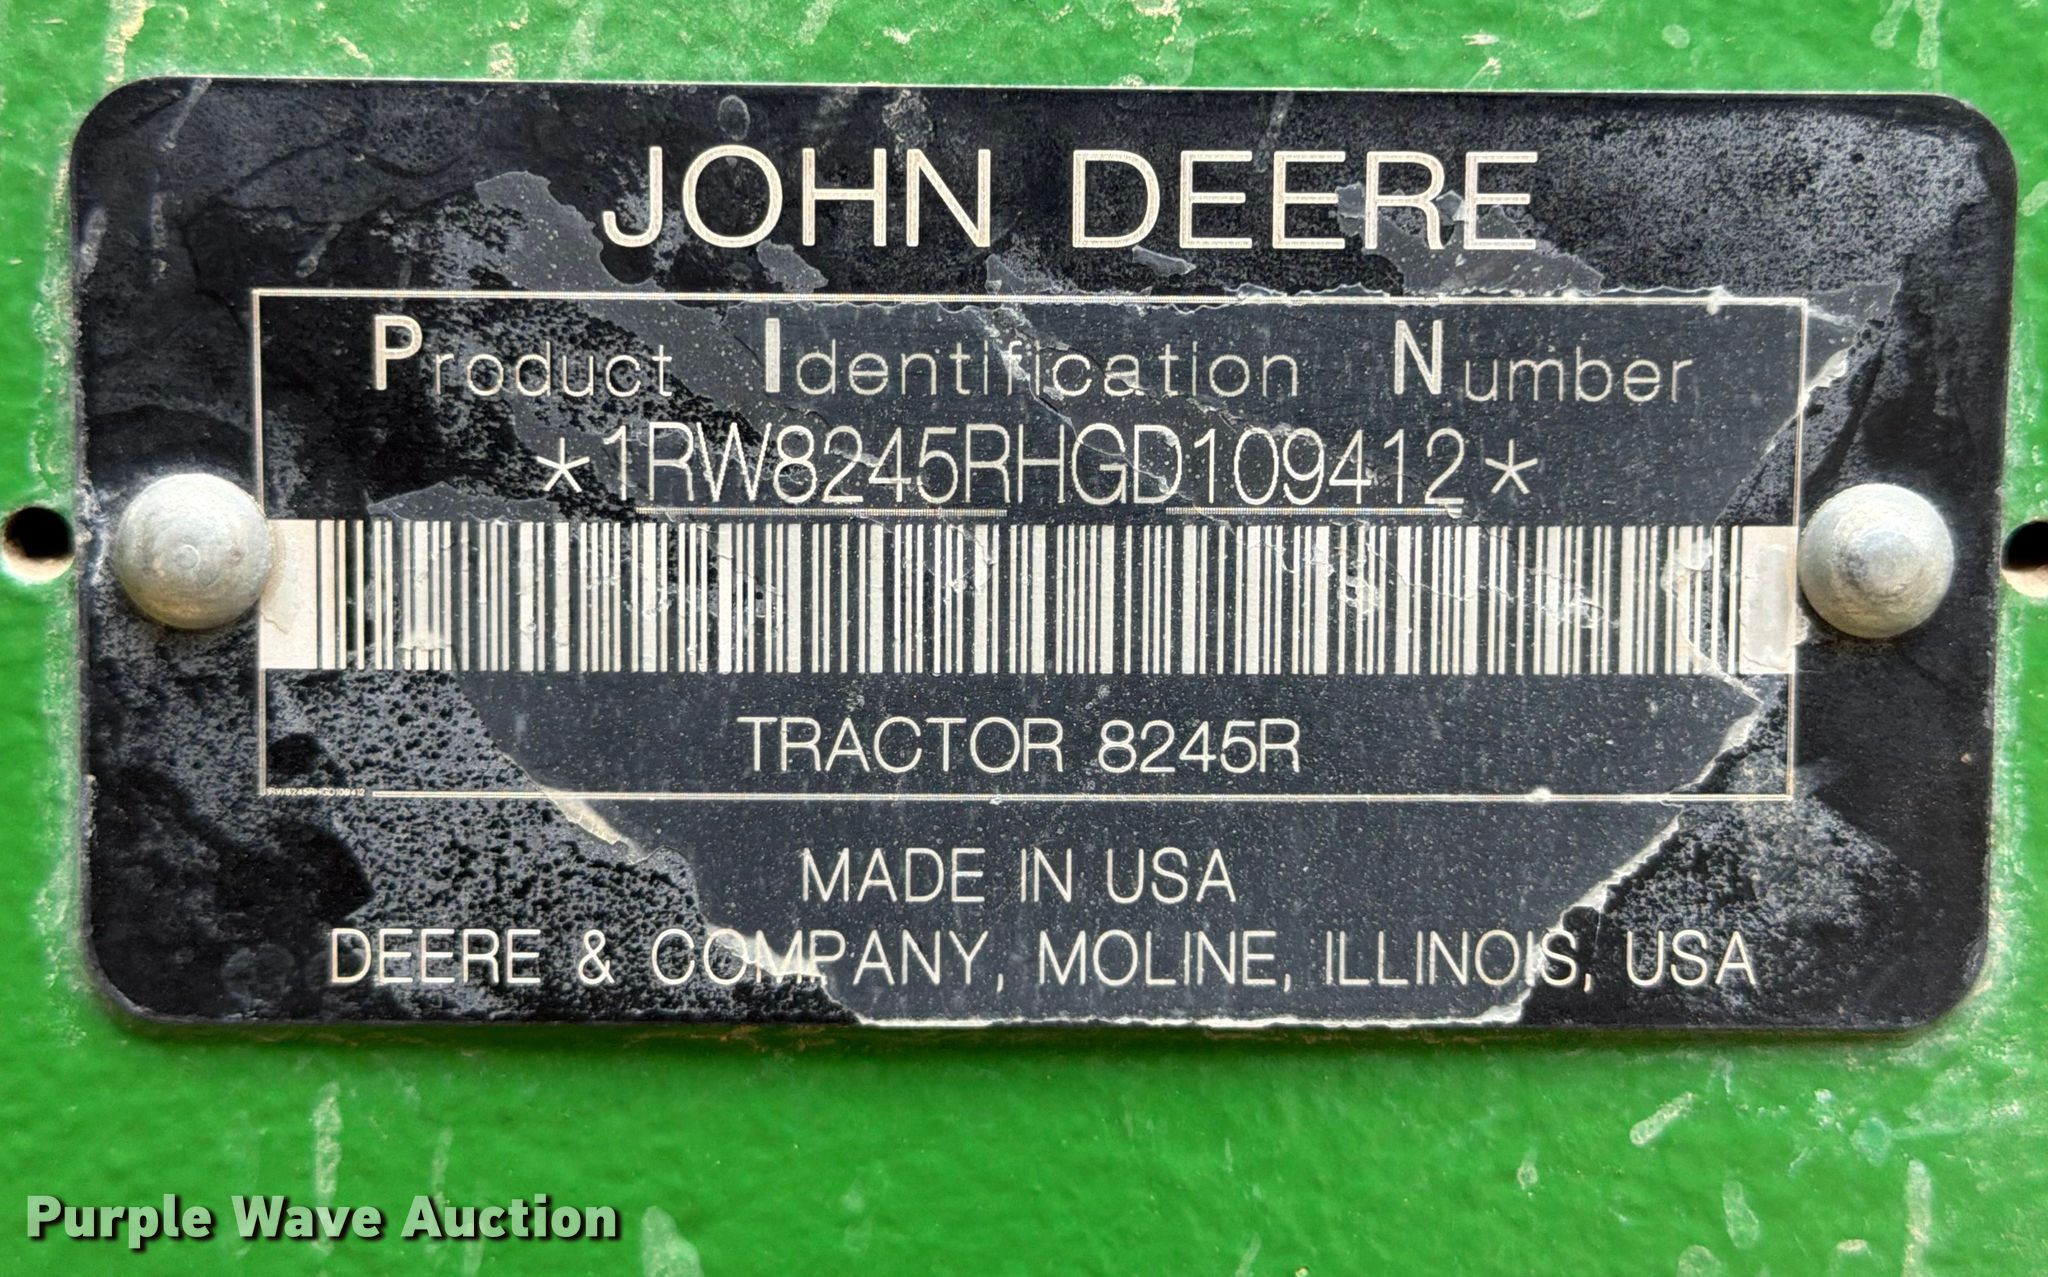 JOHN DEERE
Product Identification Number
*1RW8245RHGD109412*
TRACTOR 8245R
1RW8245RHGD109412
MADE IN USA
DEERE & COMPANY, MOLINE, ILLINOIS, USA
Purple Wave Auction